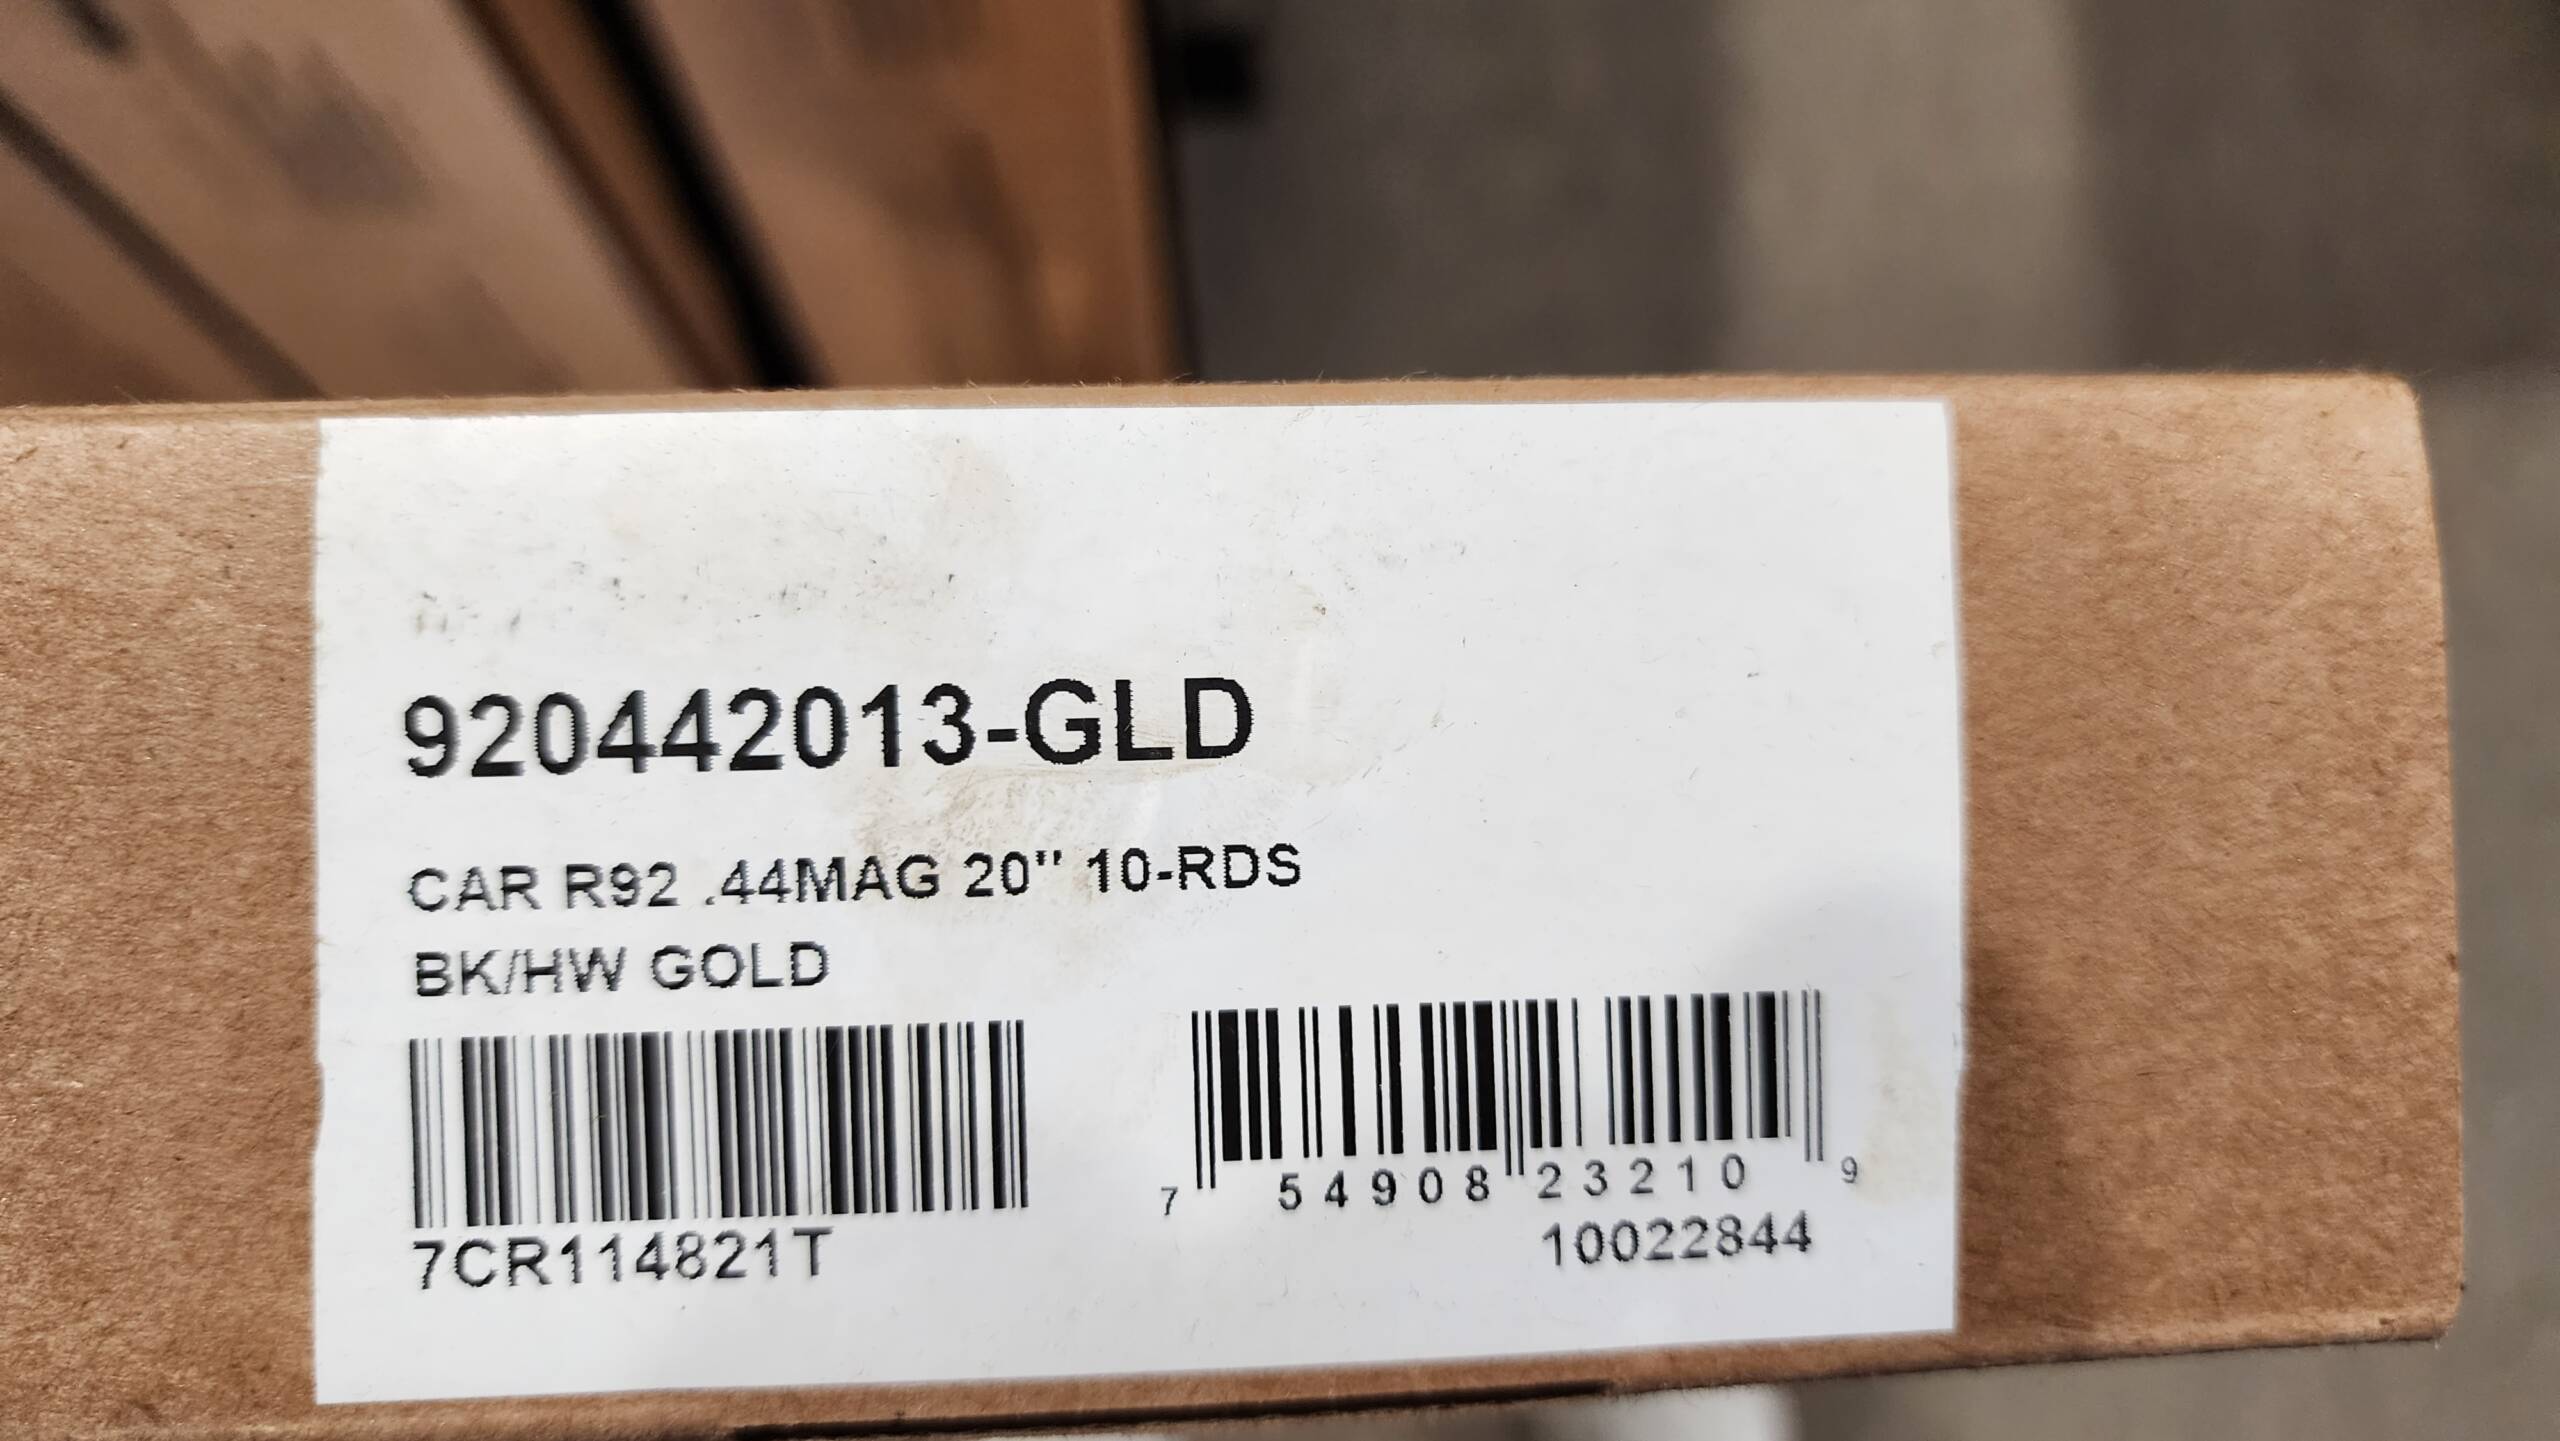 920442013-GLD
CAR R92 .44MAG 20" 10-RDS
BK/HW GOLD
7CR114821T
7 54908 23210 9
10022844